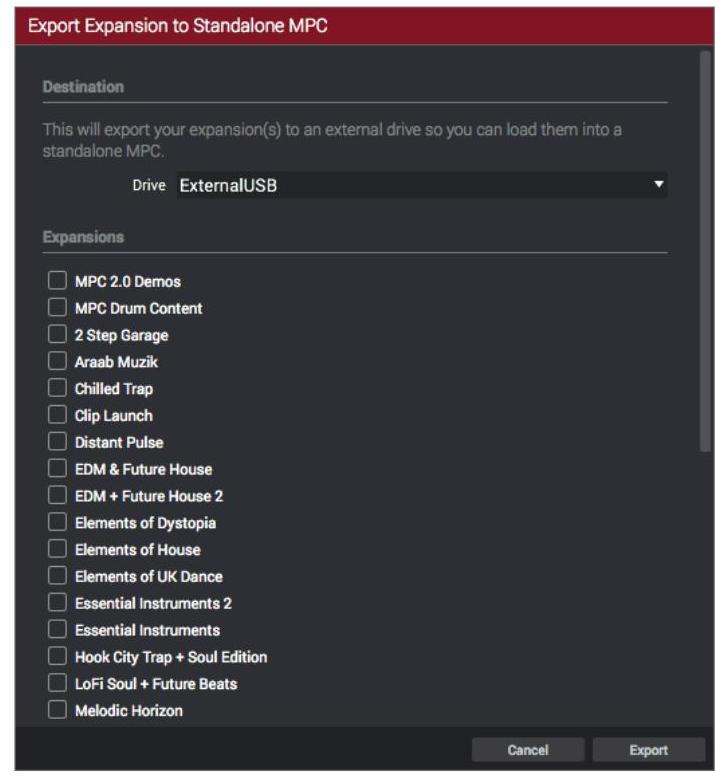 Export Expansion to Standalone MPC
Destination
This will export your expansion(s) to an external drive so you can load them into a
standalone MPC.
Drive ExternalUSB
Expansions
MPC 2.0 Demos
MPC Drum Content
2 Step Garage
Araab Muzik
Chilled Trap
Clip Launch
Distant Pulse
EDM & Future House
EDM + Future House 2
Elements of Dystopia
Elements of House
Elements of UK Dance
Essential Instruments 2
Essential Instruments
Hook City Trap + Soul Edition
LoFi Soul + Future Beats
Melodic Horizon
Cancel Export